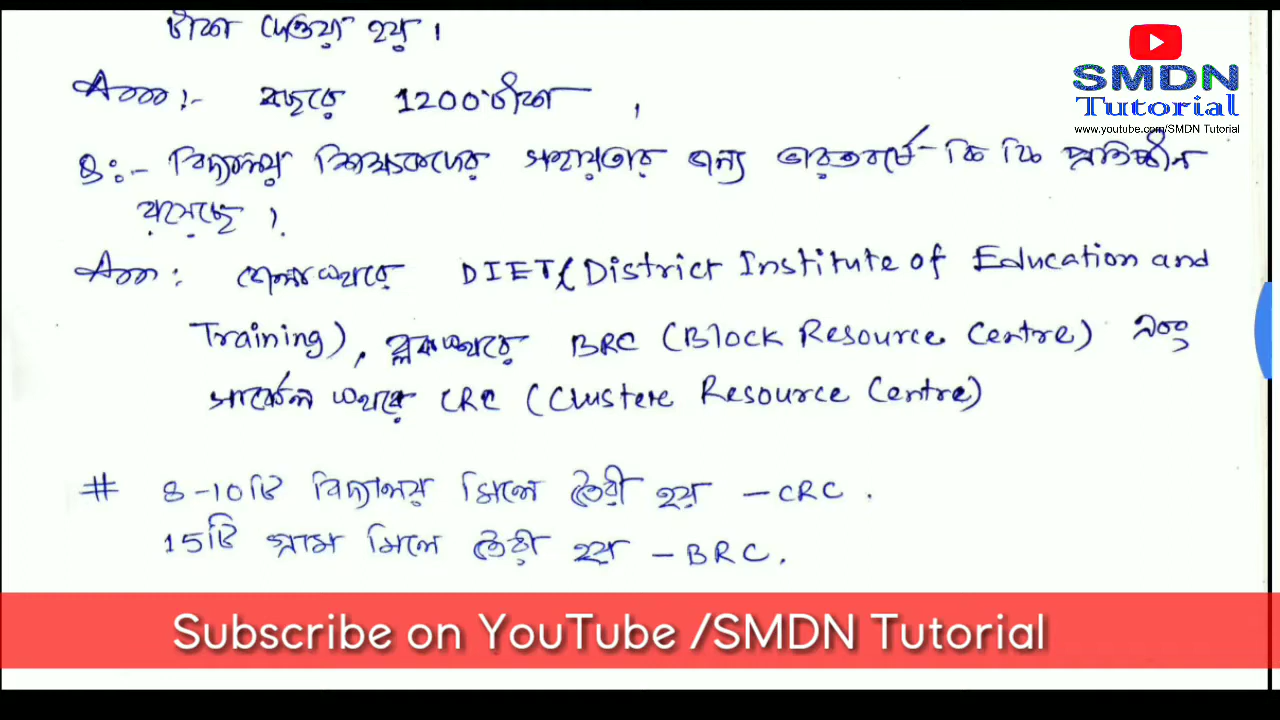 টাকা দেওয়া হয়।
Ans:- বছরে 1200 টাকা,
SMDN
Tutorial
www.youtube.com/SMDN Tutorial
8:- বিদ্যালয় শিক্ষকদের সহায়তার জন্য ভারতবর্ষে কি কি প্রতিষ্ঠান
রয়েছে।
Ans: জেলাস্তরে DIET (District Institute of Education and
Training), ব্লকস্তরে BRC (Block Resource Centre) এবং
সার্কেল স্তরে CRC (Cluster Resource Centre)
# 8-10টি বিদ্যালয় মিলে তৈরী হয় - CRC.
15টি গ্রাম মিলে তৈরী হয় - BRC.
Subscribe on YouTube /SMDN Tutorial